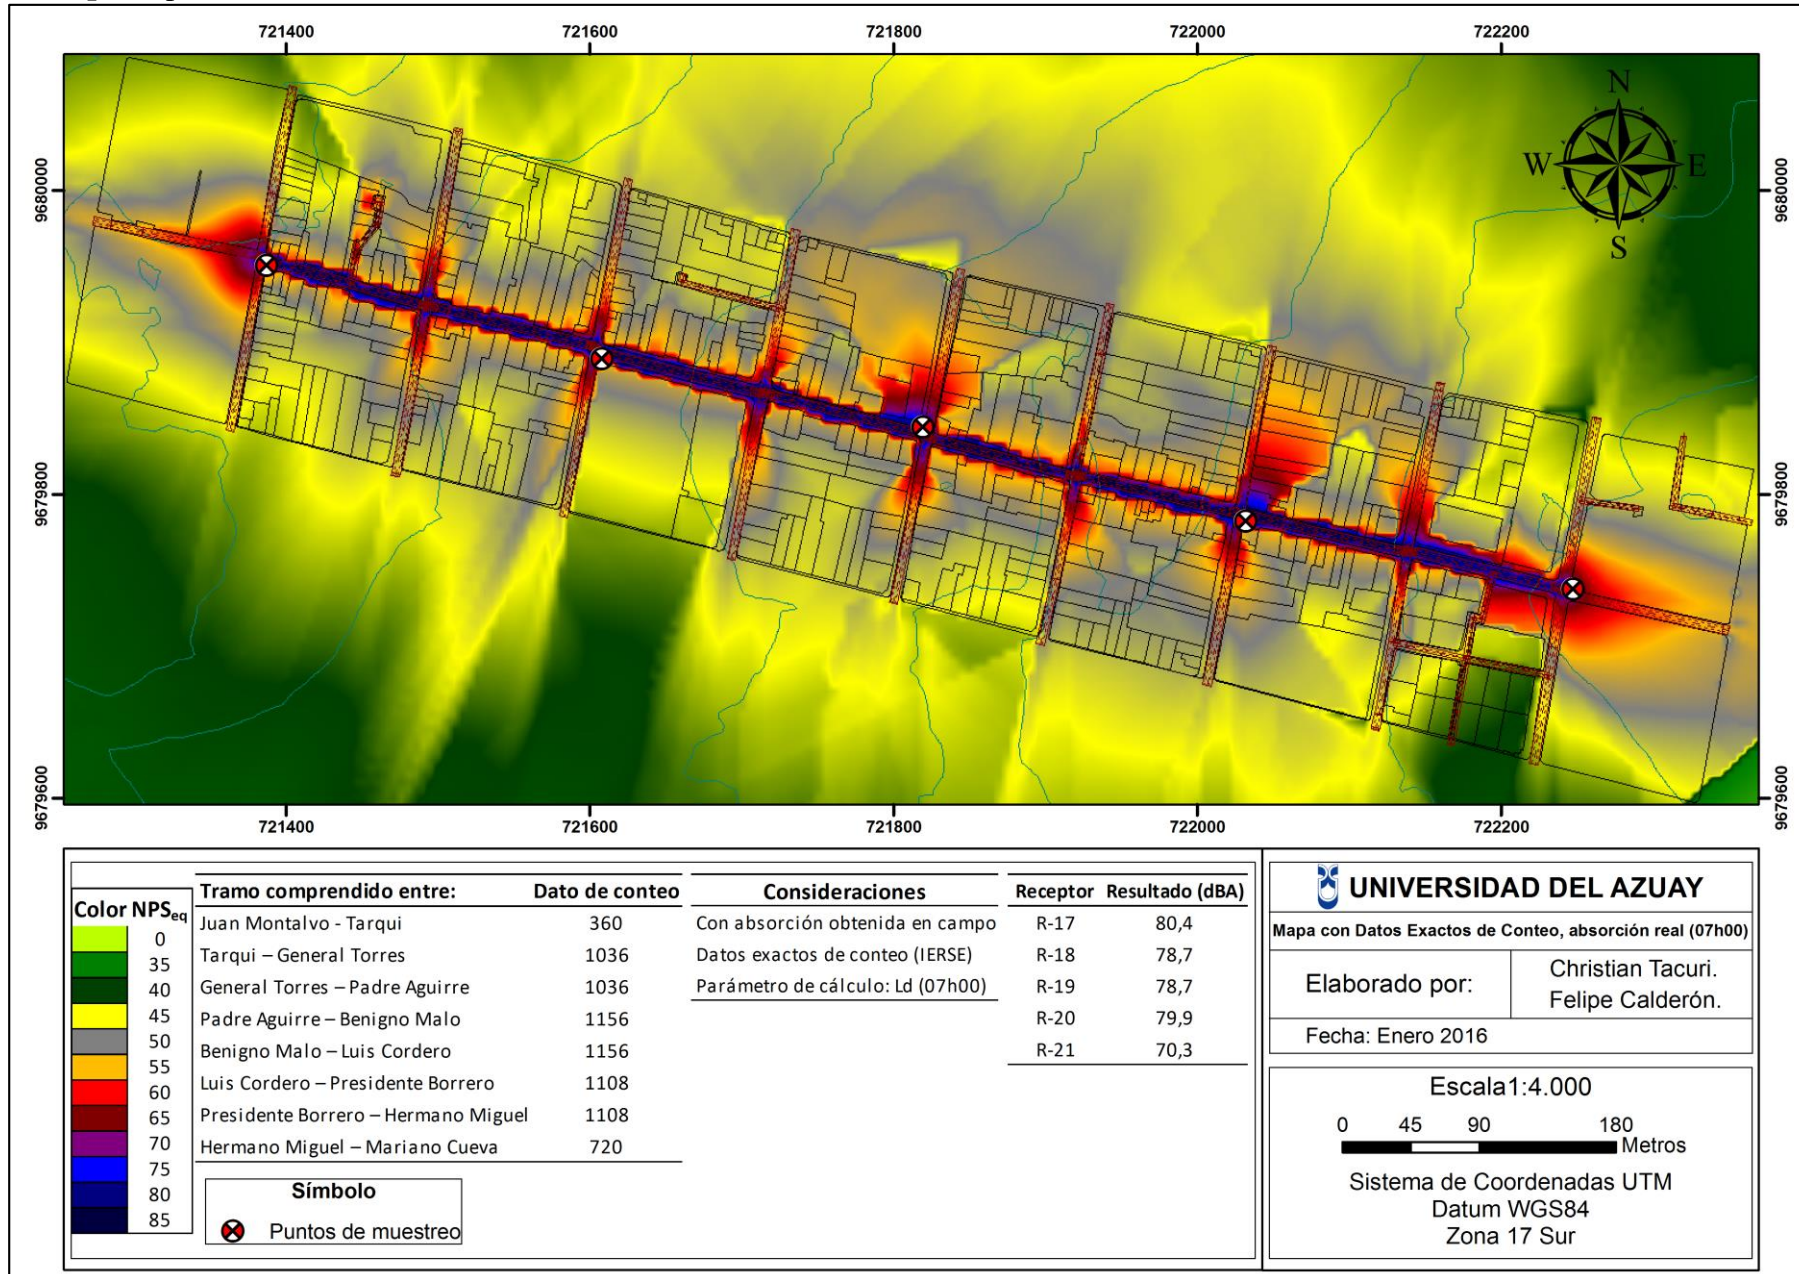 721400 721600 721800 722000 722200
9680000 9680000
9679800 9679800
9679600 9679600
N
W E
S
721400 721600 721800 722000 722200
Color NPSeq
0
35
40
45
50
55
60
65
70
75
80
85
Tramo comprendido entre: Dato de conteo
Juan Montalvo - Tarqui 360
Tarqui – General Torres 1036
General Torres – Padre Aguirre 1036
Padre Aguirre – Benigno Malo 1156
Benigno Malo – Luis Cordero 1156
Luis Cordero – Presidente Borrero 1108
Presidente Borrero – Hermano Miguel 1108
Hermano Miguel – Mariano Cueva 720
Símbolo
Puntos de muestreo
Consideraciones
Con absorción obtenida en campo
Datos exactos de conteo (IERSE)
Parámetro de cálculo: Ld (07h00)
Receptor Resultado (dBA)
R-17 80,4
R-18 78,7
R-19 78,7
R-20 79,9
R-21 70,3
UNIVERSIDAD DEL AZUAY
Mapa con Datos Exactos de Conteo, absorción real (07h00)
Elaborado por:
Christian Tacuri.
Felipe Calderón.
Fecha: Enero 2016
Escala1:4.000
0 45 90 180
Metros
Sistema de Coordenadas UTM
Datum WGS84
Zona 17 Sur